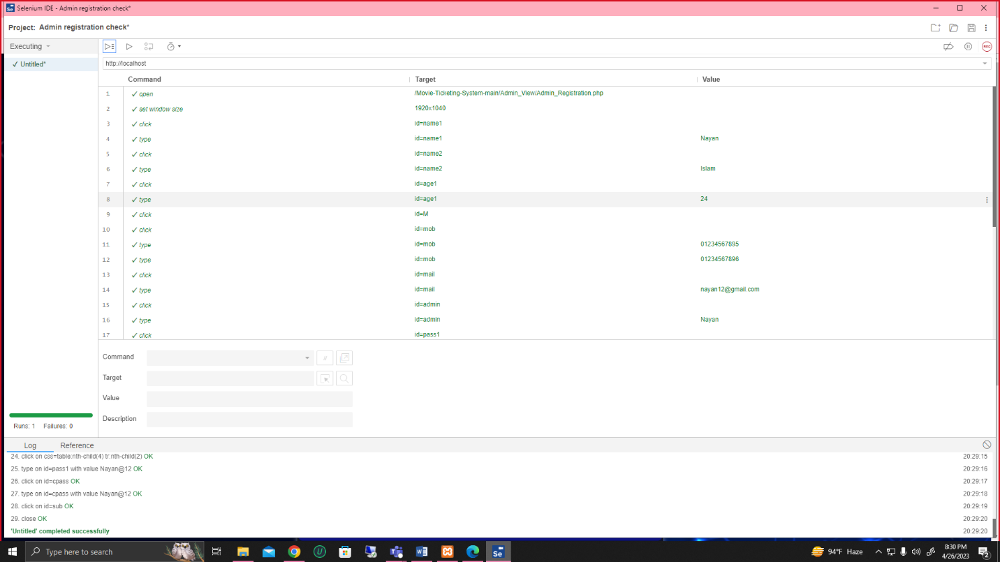 Selenium IDE - Admin registration check*
Project: Admin registration check*
Executing
✓ Untitled*
http://localhost
Command Target Value
1 ✓ open /Movie-Ticketing-System-main/Admin_View/Admin_Registration.php
2 ✓ set window size 1920x1040
3 ✓ click id=name1
4 ✓ type id=name1 Nayan
5 ✓ click id=name2
6 ✓ type id=name2 Islam
7 ✓ click id=age1
8 ✓ type id=age1 24
9 ✓ click id=M
10 ✓ click id=mob
11 ✓ type id=mob 01234567895
12 ✓ type id=mob 01234567896
13 ✓ click id=mail
14 ✓ type id=mail nayan12@gmail.com
15 ✓ click id=admin
16 ✓ type id=admin Nayan
17 ✓ click id=pass1
Command //
Target
Value
Description
Runs: 1 Failures: 0
Log Reference
24. click on css=table:nth-child(4) tr:nth-child(2) OK 20:29:15
25. type on id=pass1 with value Nayan@12 OK 20:29:16
26. click on id=cpass OK 20:29:17
27. type on id=cpass with value Nayan@12 OK 20:29:18
28. click on id=sub OK 20:29:19
29. close OK 20:29:20
'Untitled' completed successfully 20:29:20
Type here to search
94°F Haze
8:30 PM
4/26/2023
2
REC
Se